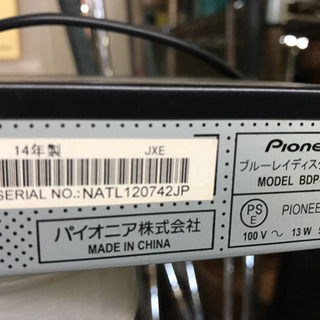 14年製 JXE
SERIAL NO.:NATL120742JP
パイオニア株式会社
MADE IN CHINA
Pionee
ブルーレイディス
MODEL BDP
PS
E
PIONEE
100 V ～ 13 W